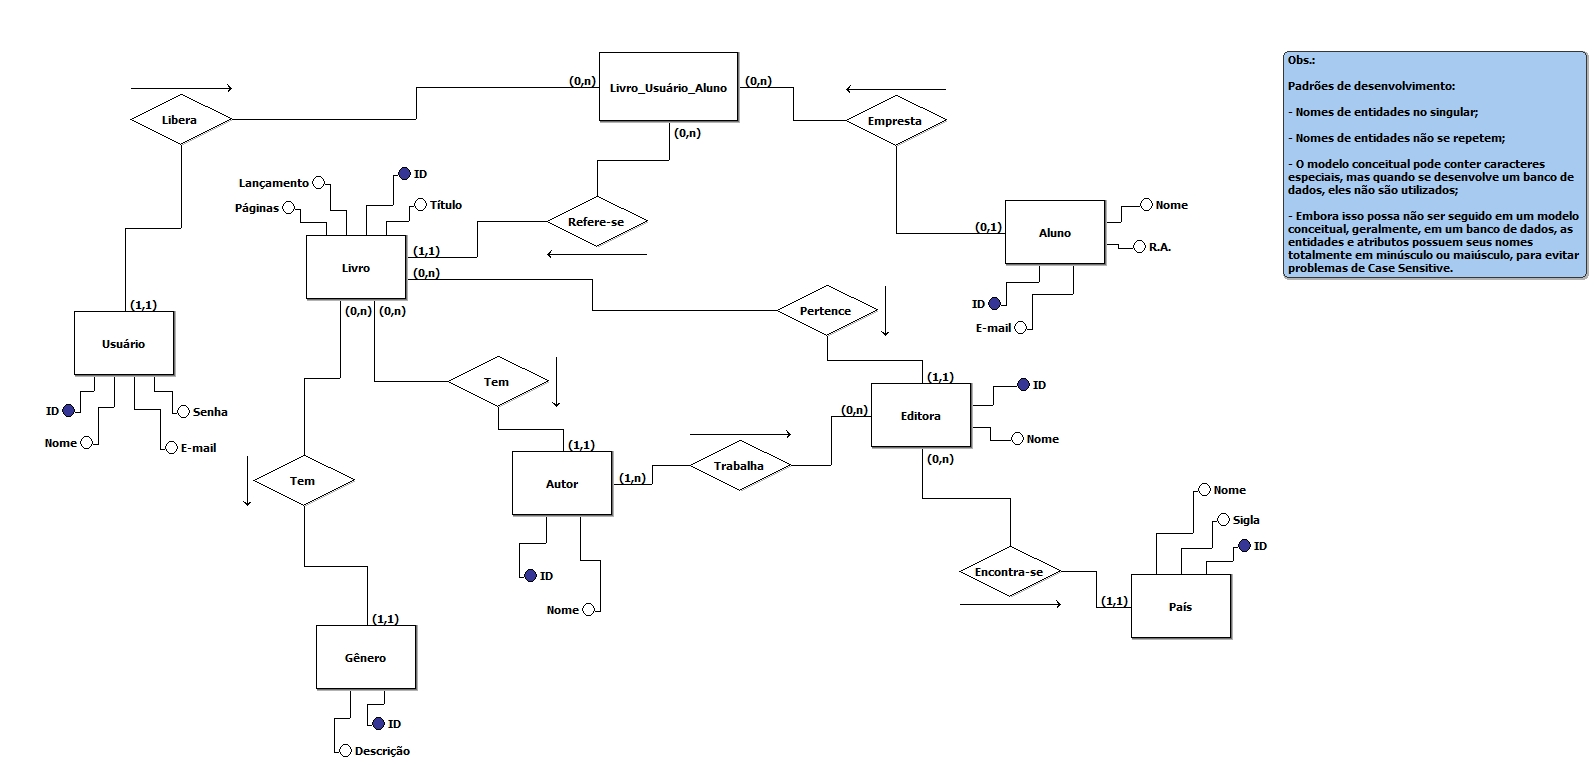 Obs.:
Padrões de desenvolvimento:
- Nomes de entidades no singular;
- Nomes de entidades não se repetem;
- O modelo conceitual pode conter caracteres
especiais, mas quando se desenvolve um banco de
dados, eles não são utilizados;
- Embora isso possa não ser seguido em um modelo
conceitual, geralmente, em um banco de dados, as
entidades e atributos possuem seus nomes
totalmente em minúsculo ou maiúsculo, para evitar
problemas de Case Sensitive.
(0,n)
Livro_Usuário_Aluno
(0,n)
(0,n)
Libera
Empresta
Lançamento
ID
Páginas
Título
Refere-se
Livro
(1,1)
(0,n)
(0,n)
(0,n)
(0,1)
Aluno
Nome
R.A.
ID
E-mail
(1,1)
Usuário
ID
Senha
Nome
E-mail
Pertence
Tem
(1,1)
Editora
ID
Nome
(0,n)
(0,n)
Trabalha
(1,1)
Autor
(1,n)
ID
Nome
Tem
Encontra-se
(1,1)
País
Nome
Sigla
ID
(1,1)
Gênero
ID
Descrição